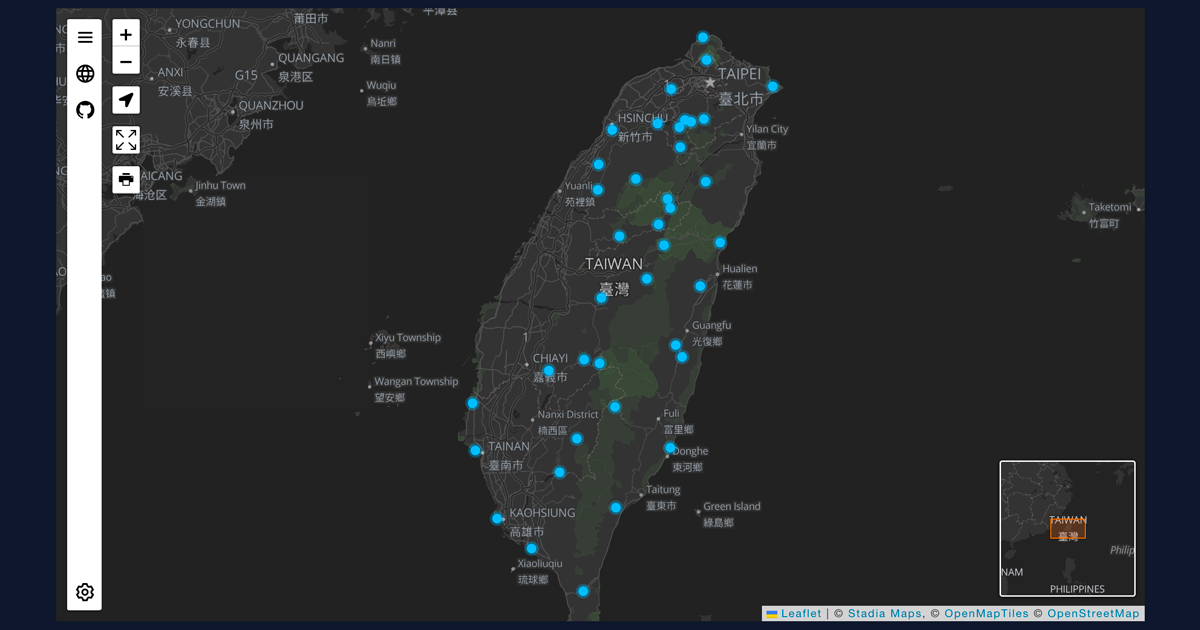 平潭县
YONGCHUN
永春县
莆田市
Nanri
南日镇
QUANGANG
泉港区
ANXI
安溪县
G15
Wuqiu
烏坵鄉
QUANZHOU
泉州市
AICANG
海沧区
Jinhu Town
金湖鎮
+
−
TAIPEI
臺北市
1
HSINCHU
新竹市
Yilan City
宜蘭市
Yuanli
苑裡鎮
Taketomi
竹富町
TAIWAN
臺灣
Hualien
花蓮市
Guangfu
光復鄉
Xiyu Township
西嶼鄉
1
CHIAYI
嘉義市
Wangan Township
望安鄉
Nanxi District
楠西區
Fuli
富里鄉
TAINAN
臺南市
Donghe
東河鄉
Taitung
臺東市
Green Island
綠島鄉
KAOHSIUNG
高雄市
Xiaoliuqiu
琉球鄉
TAIWAN
臺灣
Philip
NAM
PHILIPPINES
Leaflet | © Stadia Maps, © OpenMapTiles © OpenStreetMap